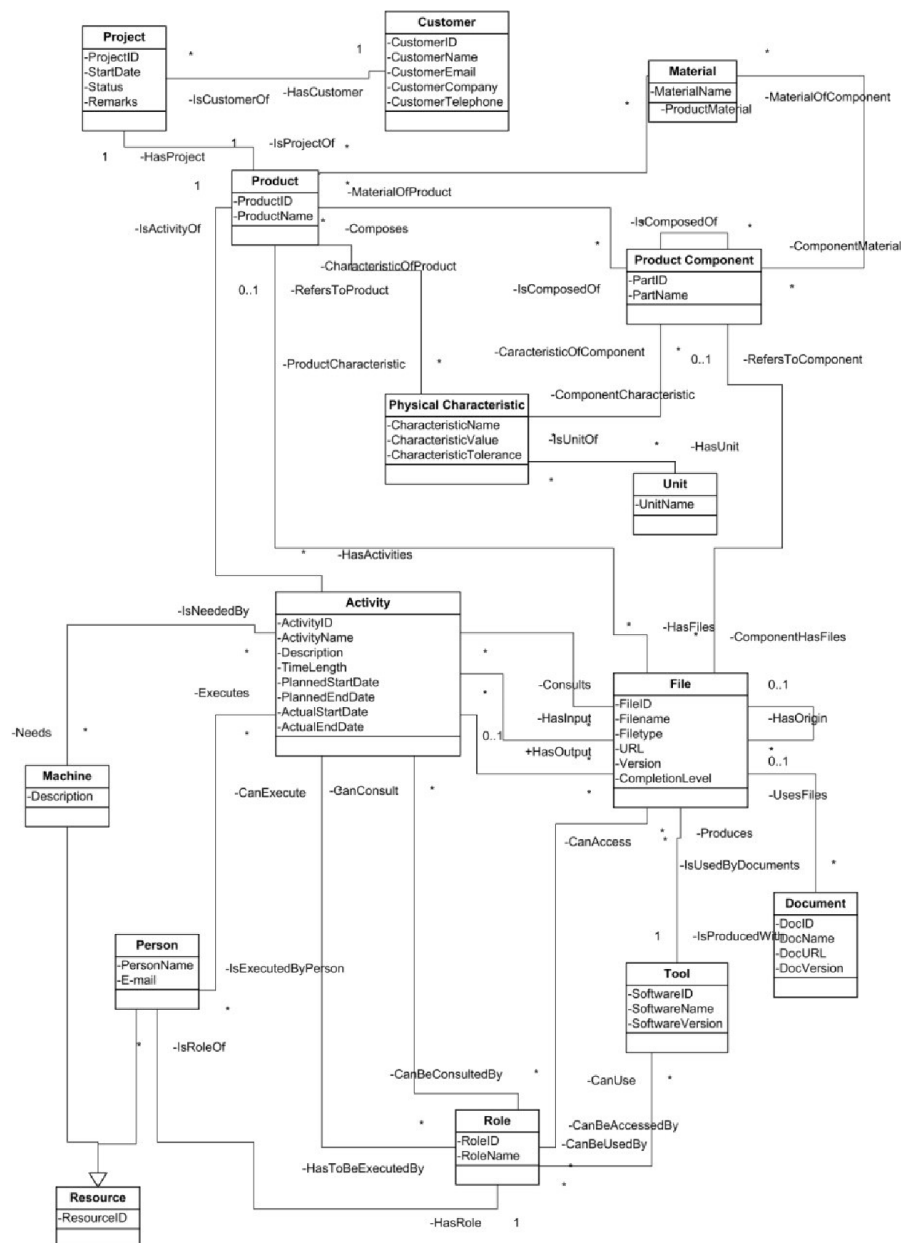 Customer
-CustomerID
-CustomerName
-CustomerEmail
-CustomerCompany
-CustomerTelephone
Project
-ProjectID
-StartDate
-Status
-Remarks
*
1
-HasCustomer
-IsCustomerOf
Material
-MaterialName
-ProductMaterial
*
*
-MaterialOfComponent
1
-HasProject
1
-IsProjectOf
*
1
Product
-ProductID
-ProductName
*
-MaterialOfProduct
-IsActivityOf
*
-Composes
-IsComposedOf
*
*
Product Component
-PartID
-PartName
*
-ComponentMaterial
*
-CharacteristicOfProduct
0..1
-RefersToProduct
-IsComposedOf
-CaracteristicOfComponent
*
0..1
-RefersToComponent
-ProductCharacteristic
*
Physical Characteristic
-CharacteristicName
-CharacteristicValue
-CharacteristicTolerance
-ComponentCharacteristic
*
-IsUnitOf
*
-HasUnit
*
Unit
-UnitName
*
-HasActivities
Activity
-ActivityID
-ActivityName
-Description
-TimeLength
-PlannedStartDate
-PlannedEndDate
-ActualStartDate
-ActualEndDate
-IsNeededBy
*
-Executes
*
*
-HasFiles
*
-ComponentHasFiles
File
-FileID
-Filename
-Filetype
-URL
-Version
-CompletionLevel
*
-Consults
*
*
-HasInput
*
0..1
+HasOutput
*
0..1
-HasOrigin
*
0..1
-UsesFiles
-Needs
*
Machine
-Description
-CanExecute
-CanConsult
*
-CanAccess
*
*
-Produces
-IsUsedByDocuments
*
Document
-DocID
-DocName
-DocURL
-DocVersion
1
-IsProducedWith
Tool
-SoftwareID
-SoftwareName
-SoftwareVersion
Person
-PersonName
-E-mail
-IsExecutedByPerson
*
*
-IsRoleOf
-CanBeConsultedBy
*
-CanUse
*
Role
-RoleID
-RoleName
*
-CanBeAccessedBy
-CanBeUsedBy
*
*
-HasToBeExecutedBy
-HasRole
1
Resource
-ResourceID